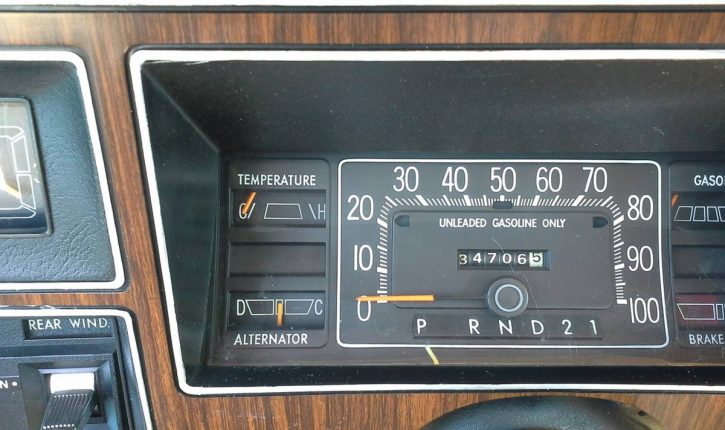 TEMPERATURE
C H
D C
ALTERNATOR
REAR WIND.
0 10 20 30 40 50 60 70 80 90 100
UNLEADED GASOLINE ONLY
347065
P R N D 2 1
GASO
BRAKE